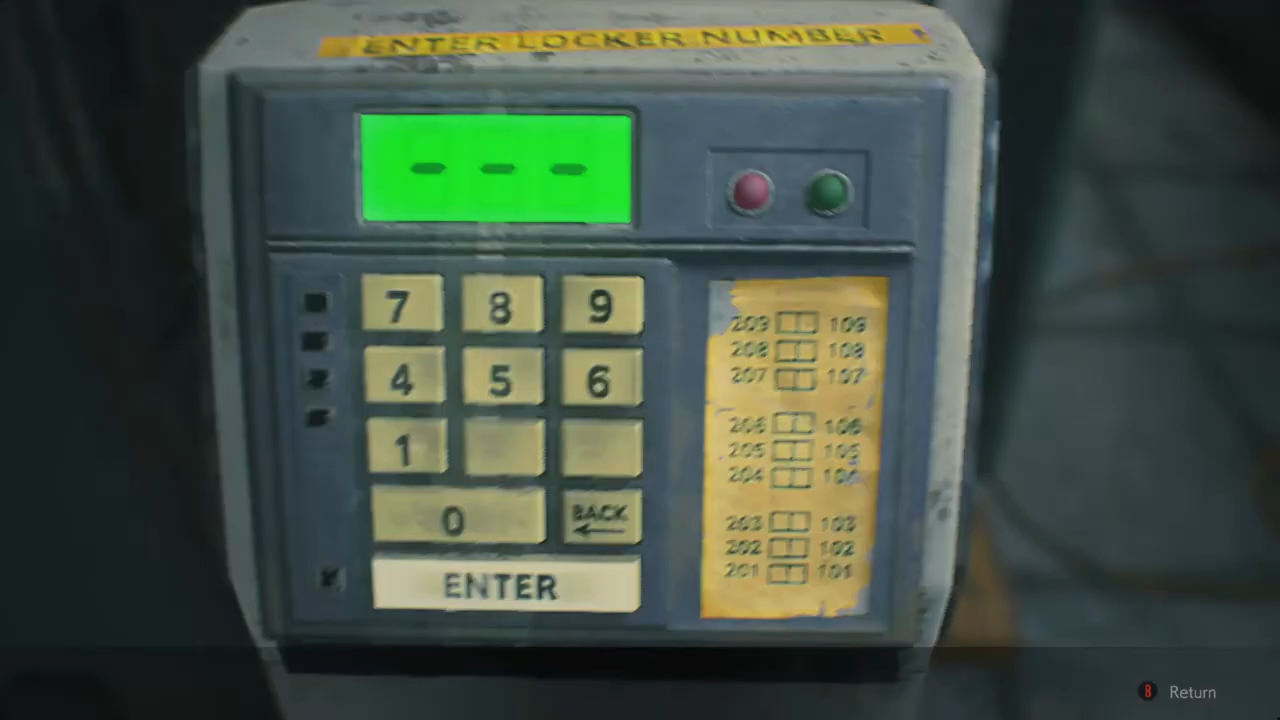 ENTER LOCKER NUMBER
- - -
7 8 9
4 5 6
1
0 BACK
ENTER
209 109
208 108
207 107
206 106
205 105
204 104
203 103
202 102
201 101
B Return